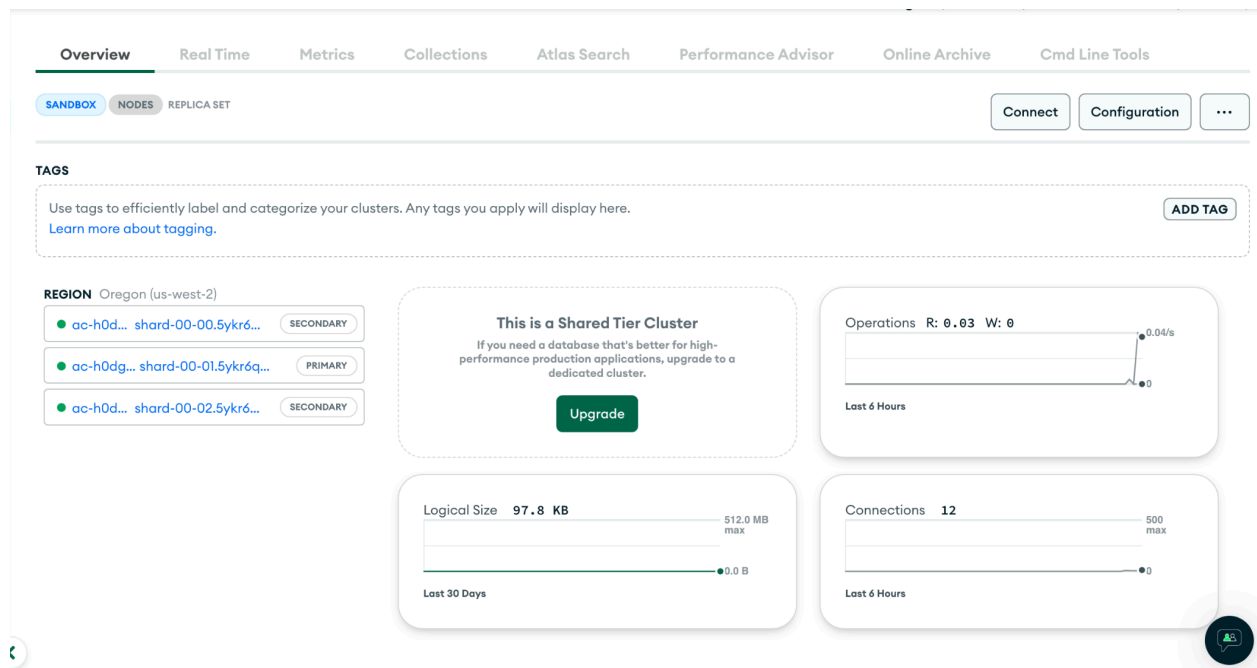 Overview Real Time Metrics Collections Atlas Search Performance Advisor Online Archive Cmd Line Tools
SANDBOX NODES REPLICA SET
Connect Configuration ...
TAGS
Use tags to efficiently label and categorize your clusters. Any tags you apply will display here.
ADD TAG
Learn more about tagging.
REGION Oregon (us-west-2)
ac-h0d... shard-00-00.5ykr6... SECONDARY
ac-h0dg... shard-00-01.5ykr6q... PRIMARY
ac-h0d... shard-00-02.5ykr6... SECONDARY
This is a Shared Tier Cluster
If you need a database that's better for high-
performance production applications, upgrade to a
dedicated cluster.
Upgrade
Operations R: 0.03 W: 0
0.04/s
0
Last 6 Hours
Logical Size 97.8 KB
512.0 MB
max
0.0 B
Last 30 Days
Connections 12
500
max
0
Last 6 Hours